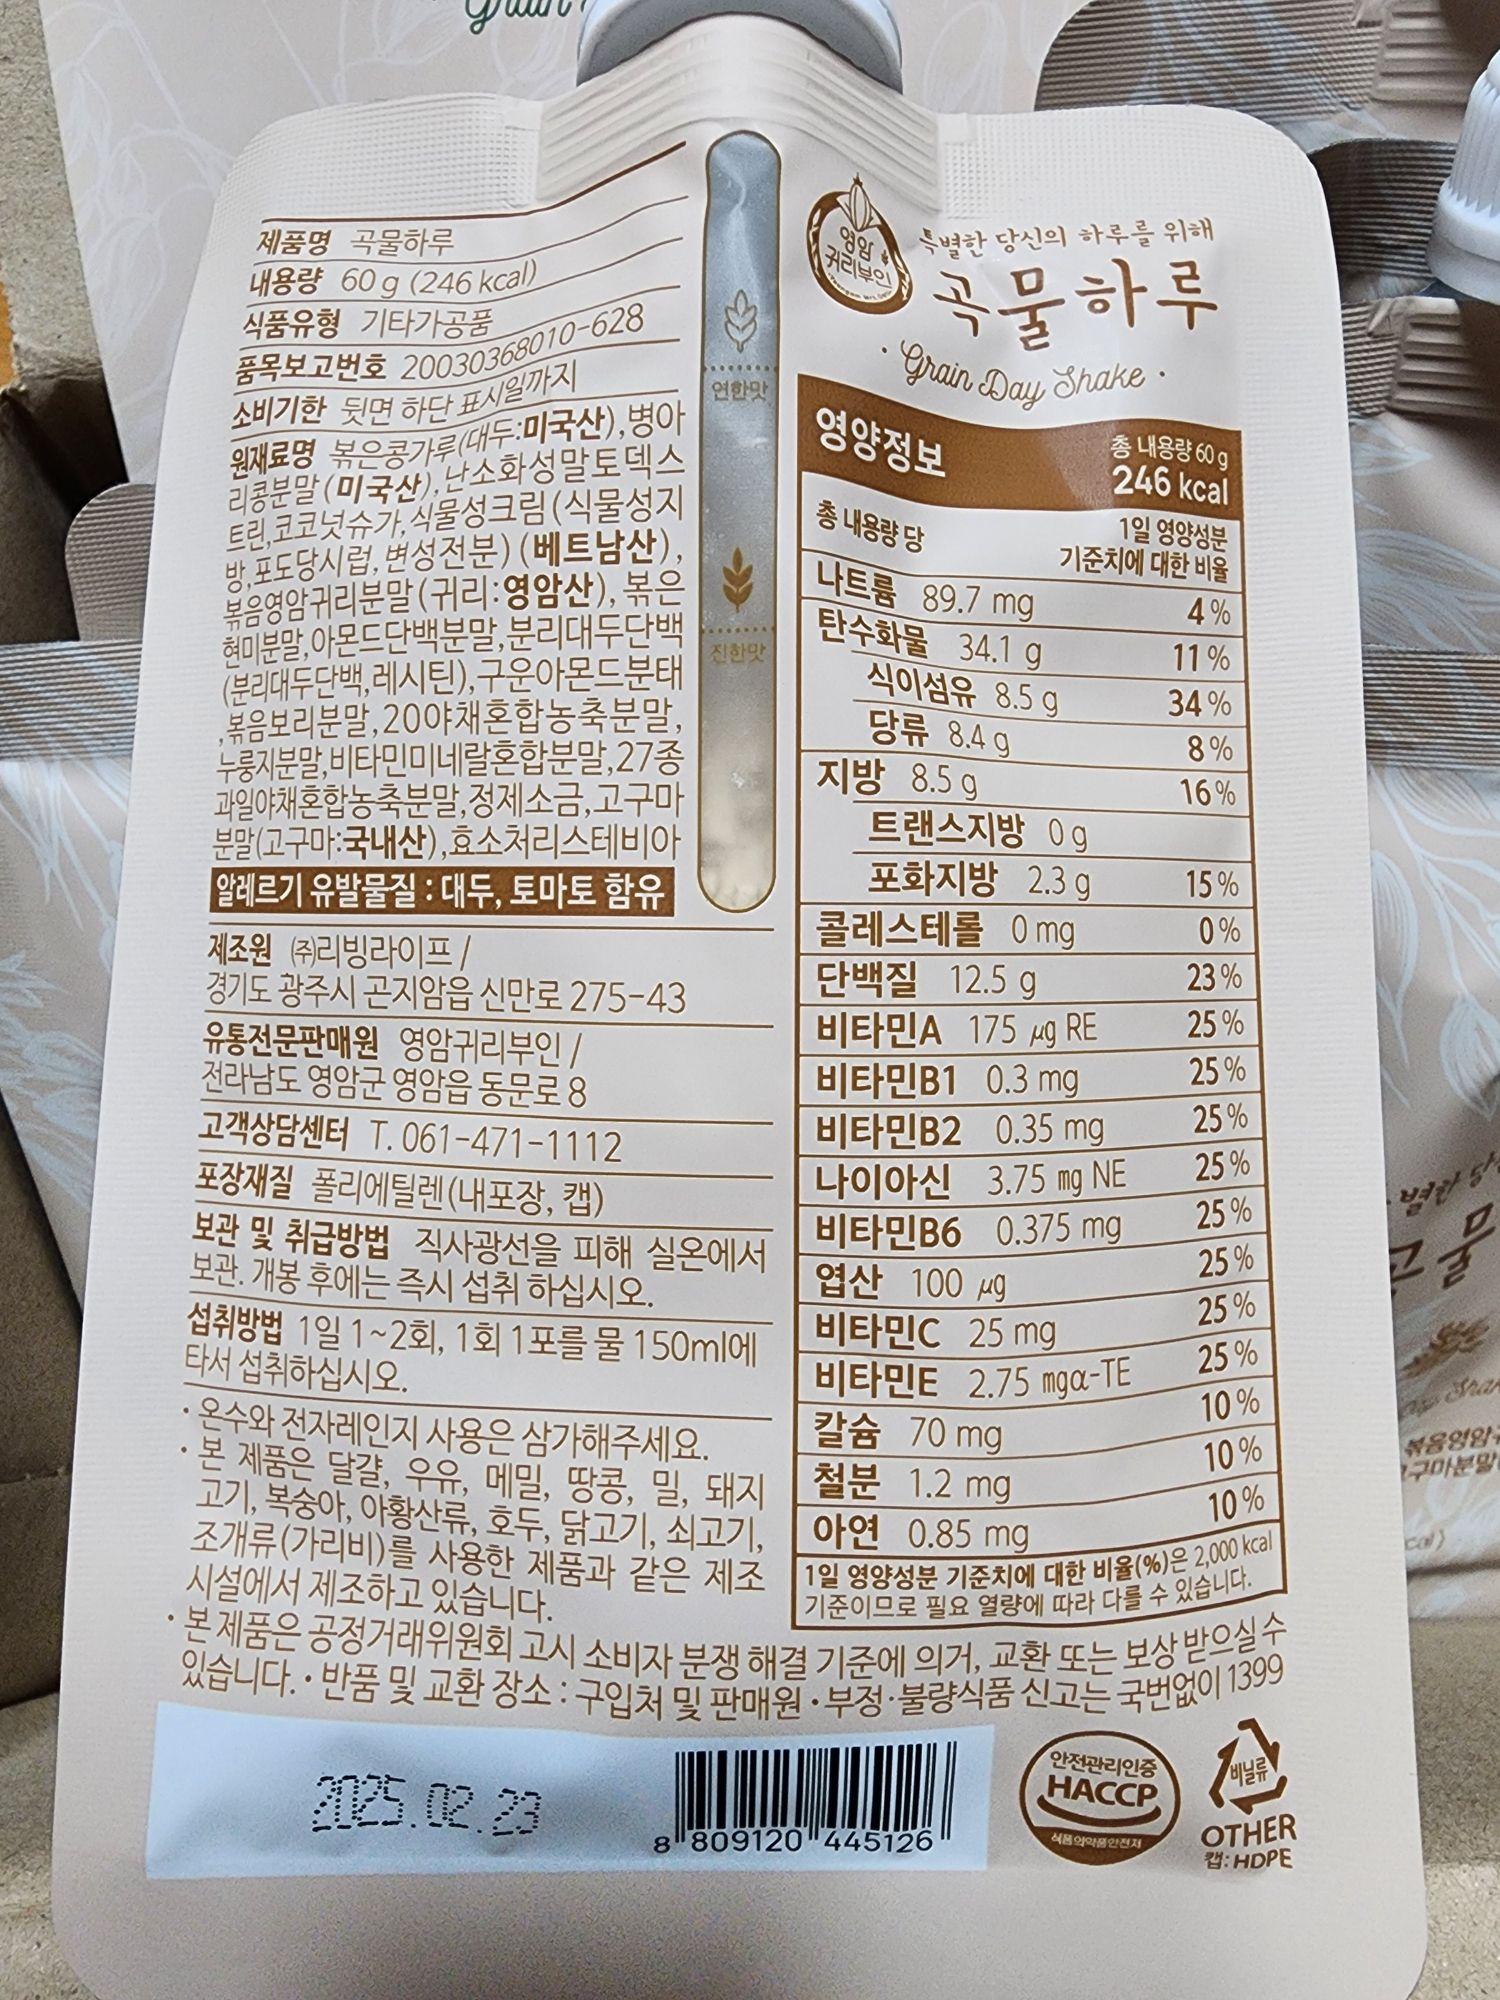 Grain
제품명 곡물하루
내용량 60 g (246 kcal)
식품유형 기타가공품
품목보고번호 20030368010-628
소비기한 뒷면 하단 표시일까지
원재료명 볶은콩가루(대두:미국산),병아
리콩분말(미국산),난소화성말토덱스
트린,코코넛슈가,식물성크림(식물성지
방,포도당시럽,변성전분)(베트남산),
볶음영암귀리분말(귀리:영암산),볶은
현미분말,아몬드단백분말,분리대두단백
(분리대두단백,레시틴),구운아몬드분태
,볶음보리분말,20야채혼합농축분말,
누룽지분말,비타민미네랄혼합분말,27종
과일야채혼합농축분말,정제소금,고구마
분말(고구마:국내산),효소처리스테비아
알레르기 유발물질 : 대두, 토마토 함유
제조원 ㈜리빙라이프 /
경기도 광주시 곤지암읍 신만로 275-43
유통전문판매원 영암귀리부인 /
전라남도 영암군 영암읍 동문로 8
고객상담센터 T. 061-471-1112
포장재질 폴리에틸렌(내포장, 캡)
보관 및 취급방법 직사광선을 피해 실온에서
보관. 개봉 후에는 즉시 섭취 하십시오.
섭취방법 1일 1~2회, 1회 1포를 물 150ml에
타서 섭취하십시오.
• 온수와 전자레인지 사용은 삼가해주세요.
• 본 제품은 달걀, 우유, 메밀, 땅콩, 밀, 돼지
고기, 복숭아, 아황산류, 호두, 닭고기, 쇠고기,
조개류(가리비)를 사용한 제품과 같은 제조
시설에서 제조하고 있습니다.
• 본 제품은 공정거래위원회 고시 소비자 분쟁 해결 기준에 의거, 교환 또는 보상 받으실 수
있습니다. • 반품 및 교환 장소 : 구입처 및 판매원 • 부정·불량식품 신고는 국번없이 1399
연한맛
진한맛
영암
귀리부인
특별한 당신의 하루를 위해
곡물하루
· Grain Day Shake ·
영양정보 총 내용량 60 g
246 kcal
총 내용량 당 1일 영양성분
기준치에 대한 비율
나트륨 89.7 mg 4 %
탄수화물 34.1 g 11 %
식이섬유 8.5 g 34 %
당류 8.4 g 8 %
지방 8.5 g 16 %
트랜스지방 0 g
포화지방 2.3 g 15 %
콜레스테롤 0 mg 0 %
단백질 12.5 g 23 %
비타민A 175 μg RE 25 %
비타민B1 0.3 mg 25 %
비타민B2 0.35 mg 25 %
나이아신 3.75 mg NE 25 %
비타민B6 0.375 mg 25 %
엽산 100 μg 25 %
비타민C 25 mg 25 %
비타민E 2.75 mgα-TE 25 %
칼슘 70 mg 10 %
철분 1.2 mg 10 %
아연 0.85 mg 10 %
1일 영양성분 기준치에 대한 비율(%)은 2,000 kcal
기준이므로 필요 열량에 따라 다를 수 있습니다.
2025.02.23
8 809120 445126
안전관리인증
HACCP
식품의약품안전처
비닐류
OTHER
캡: HDPE